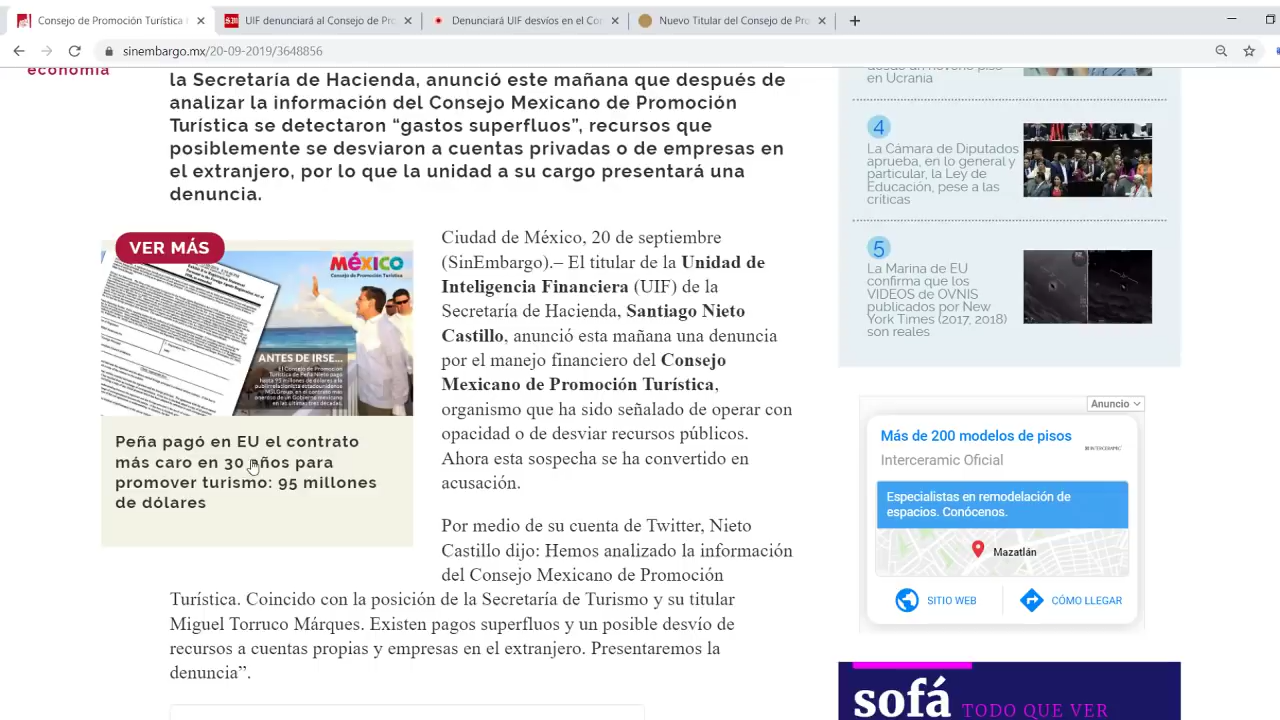 Consejo de Promoción Turística
UIF denunciará al Consejo de Pro
Denunciará UIF desvíos en el Con
Nuevo Titular del Consejo de Pro
sinembargo.mx/20-09-2019/3648856
economía
la Secretaría de Hacienda, anunció este mañana que después de
analizar la información del Consejo Mexicano de Promoción
Turística se detectaron “gastos superfluos”, recursos que
posiblemente se desviaron a cuentas privadas o de empresas en
el extranjero, por lo que la unidad a su cargo presentará una
denuncia.
VER MÁS
MÉXICO
Consejo de Promoción Turística
ANTES DE IRSE...
Peña pagó en EU el contrato
más caro en 30 años para
promover turismo: 95 millones
de dólares
Ciudad de México, 20 de septiembre
(SinEmbargo).– El titular de la Unidad de
Inteligencia Financiera (UIF) de la
Secretaría de Hacienda, Santiago Nieto
Castillo, anunció esta mañana una denuncia
por el manejo financiero del Consejo
Mexicano de Promoción Turística,
organismo que ha sido señalado de operar con
opacidad o de desviar recursos públicos.
Ahora esta sospecha se ha convertido en
acusación.
Por medio de su cuenta de Twitter, Nieto
Castillo dijo: Hemos analizado la información
del Consejo Mexicano de Promoción
Turística. Coincido con la posición de la Secretaría de Turismo y su titular
Miguel Torruco Márques. Existen pagos superfluos y un posible desvío de
recursos a cuentas propias y empresas en el extranjero. Presentaremos la
denuncia”.
en Ucrania
4
La Cámara de Diputados
aprueba, en lo general y
particular, la Ley de
Educación, pese a las
críticas
5
La Marina de EU
confirma que los
VIDEOS de OVNIS
publicados por New
York Times (2017, 2018)
son reales
Anuncio
Más de 200 modelos de pisos
Interceramic Oficial
INTERCERAMIC
Especialistas en remodelación de
espacios. Conócenos.
Mazatlán
SITIO WEB
CÓMO LLEGAR
sofá TODO QUE VER